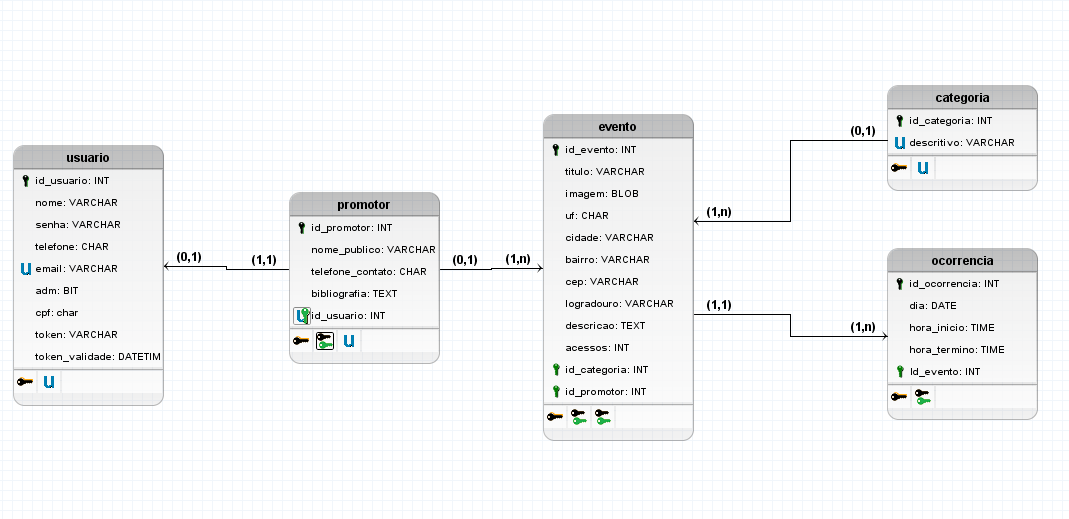 usuario
id_usuario: INT
nome: VARCHAR
senha: VARCHAR
telefone: CHAR
u email: VARCHAR
adm: BIT
cpf: char
token: VARCHAR
token_validade: DATETIM
u
(0,1)
(1,1)
promotor
id_promotor: INT
nome_publico: VARCHAR
telefone_contato: CHAR
bibliografia: TEXT
u id_usuario: INT
u
(0,1)
(1,n)
evento
id_evento: INT
titulo: VARCHAR
imagem: BLOB
uf: CHAR
cidade: VARCHAR
bairro: VARCHAR
cep: VARCHAR
logradouro: VARCHAR
descricao: TEXT
acessos: INT
id_categoria: INT
id_promotor: INT
(0,1)
(1,n)
categoria
id_categoria: INT
u descritivo: VARCHAR
u
(1,1)
(1,n)
ocorrencia
id_ocorrencia: INT
dia: DATE
hora_inicio: TIME
hora_termino: TIME
Id_evento: INT